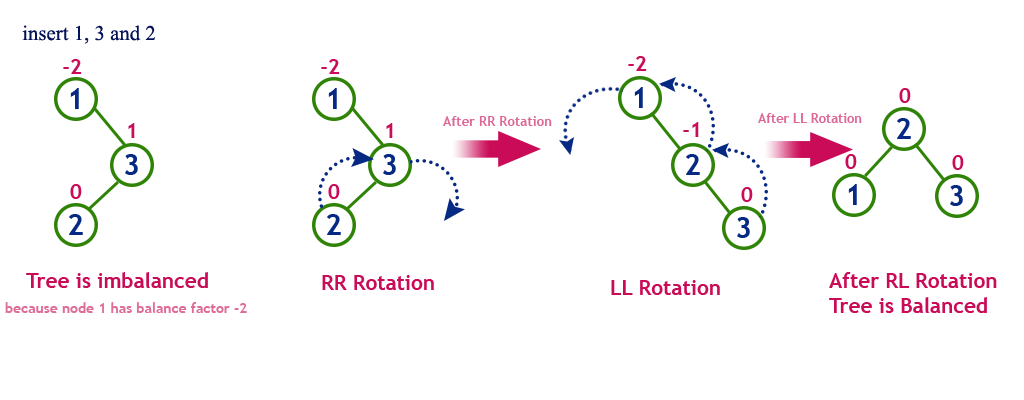 insert 1, 3 and 2
-2
1
1
3
0
2
Tree is imbalanced
because node 1 has balance factor -2
-2
1
1
3
0
2
RR Rotation
After RR Rotation
-2
1
-1
2
0
3
LL Rotation
After LL Rotation
0
2
0
1
0
3
After RL Rotation
Tree is Balanced